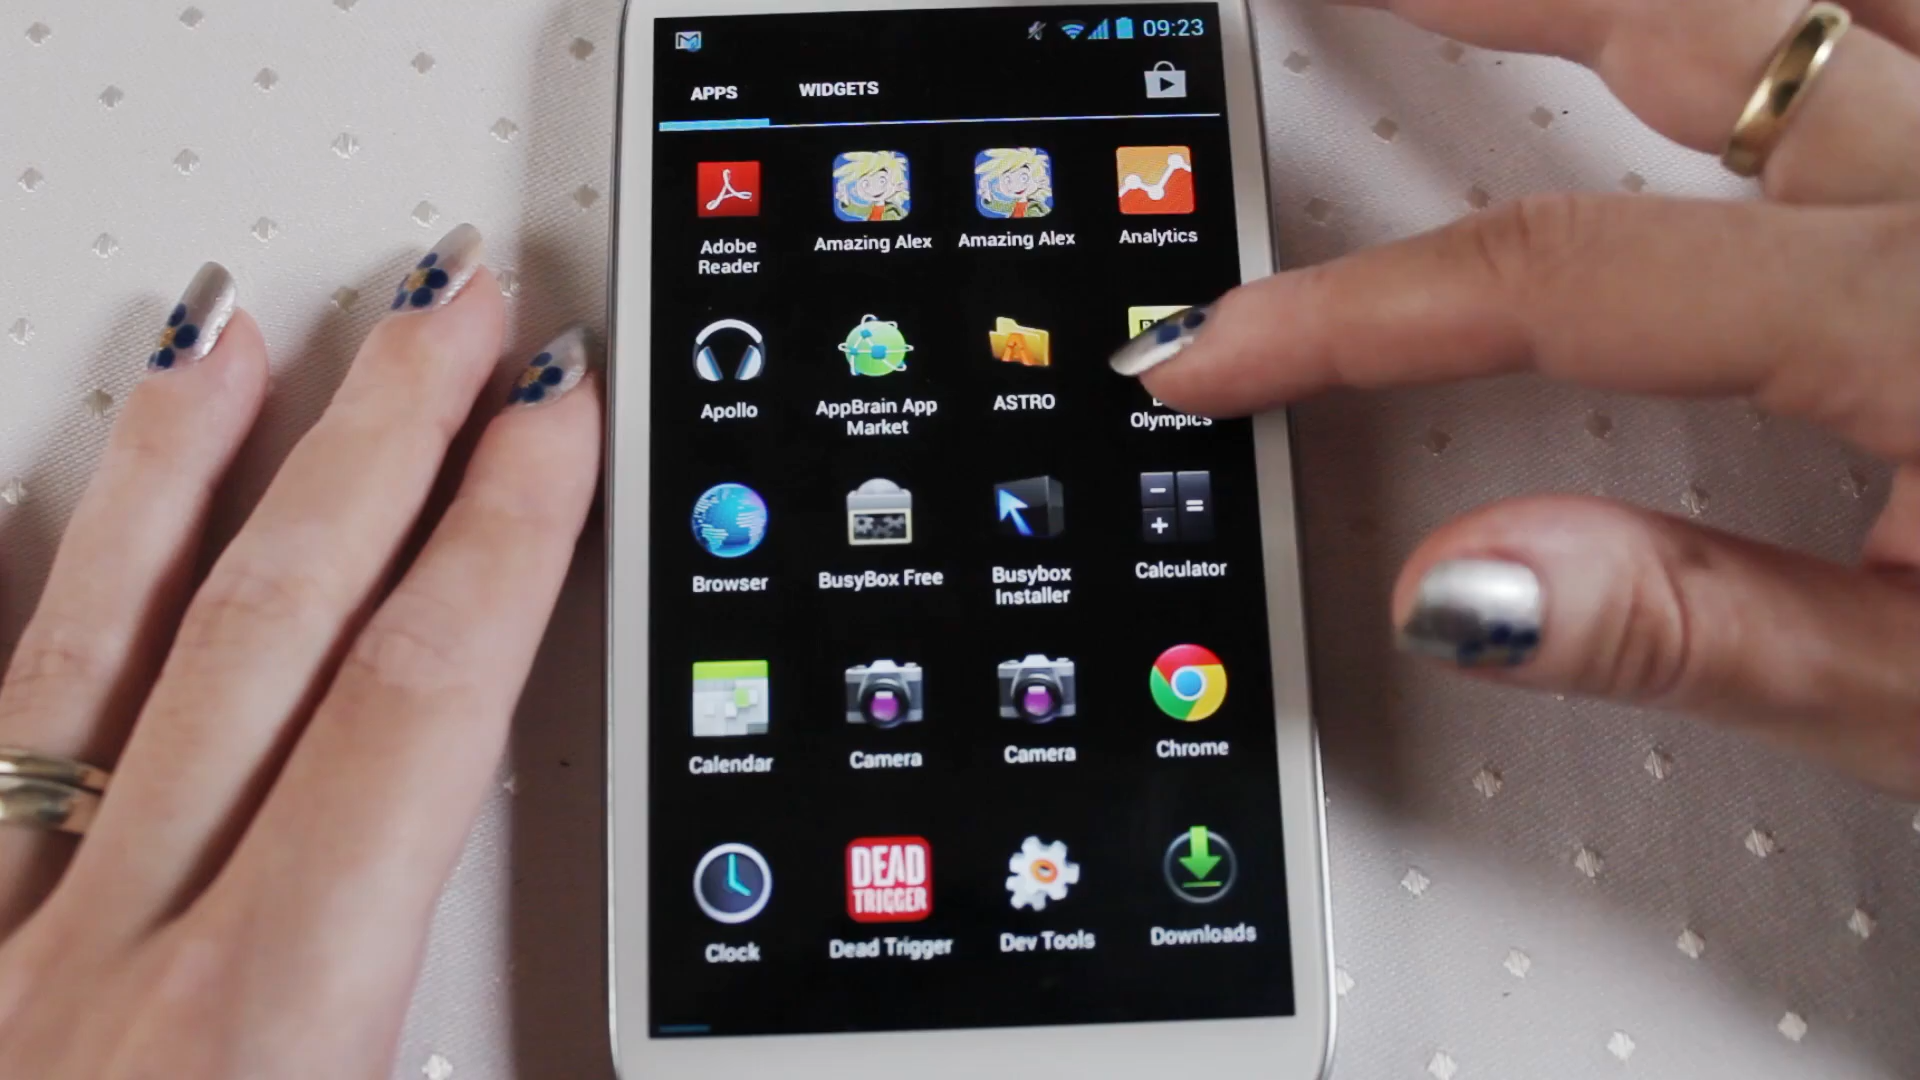 09:23
APPS WIDGETS
Adobe
Reader
Amazing Alex
Amazing Alex
Analytics
Apollo
AppBrain App
Market
ASTRO
Olympics
Browser
BusyBox Free
Busybox
Installer
Calculator
Calendar
Camera
Camera
Chrome
DEAD
TRIGGER
Clock
Dead Trigger
Dev Tools
Downloads